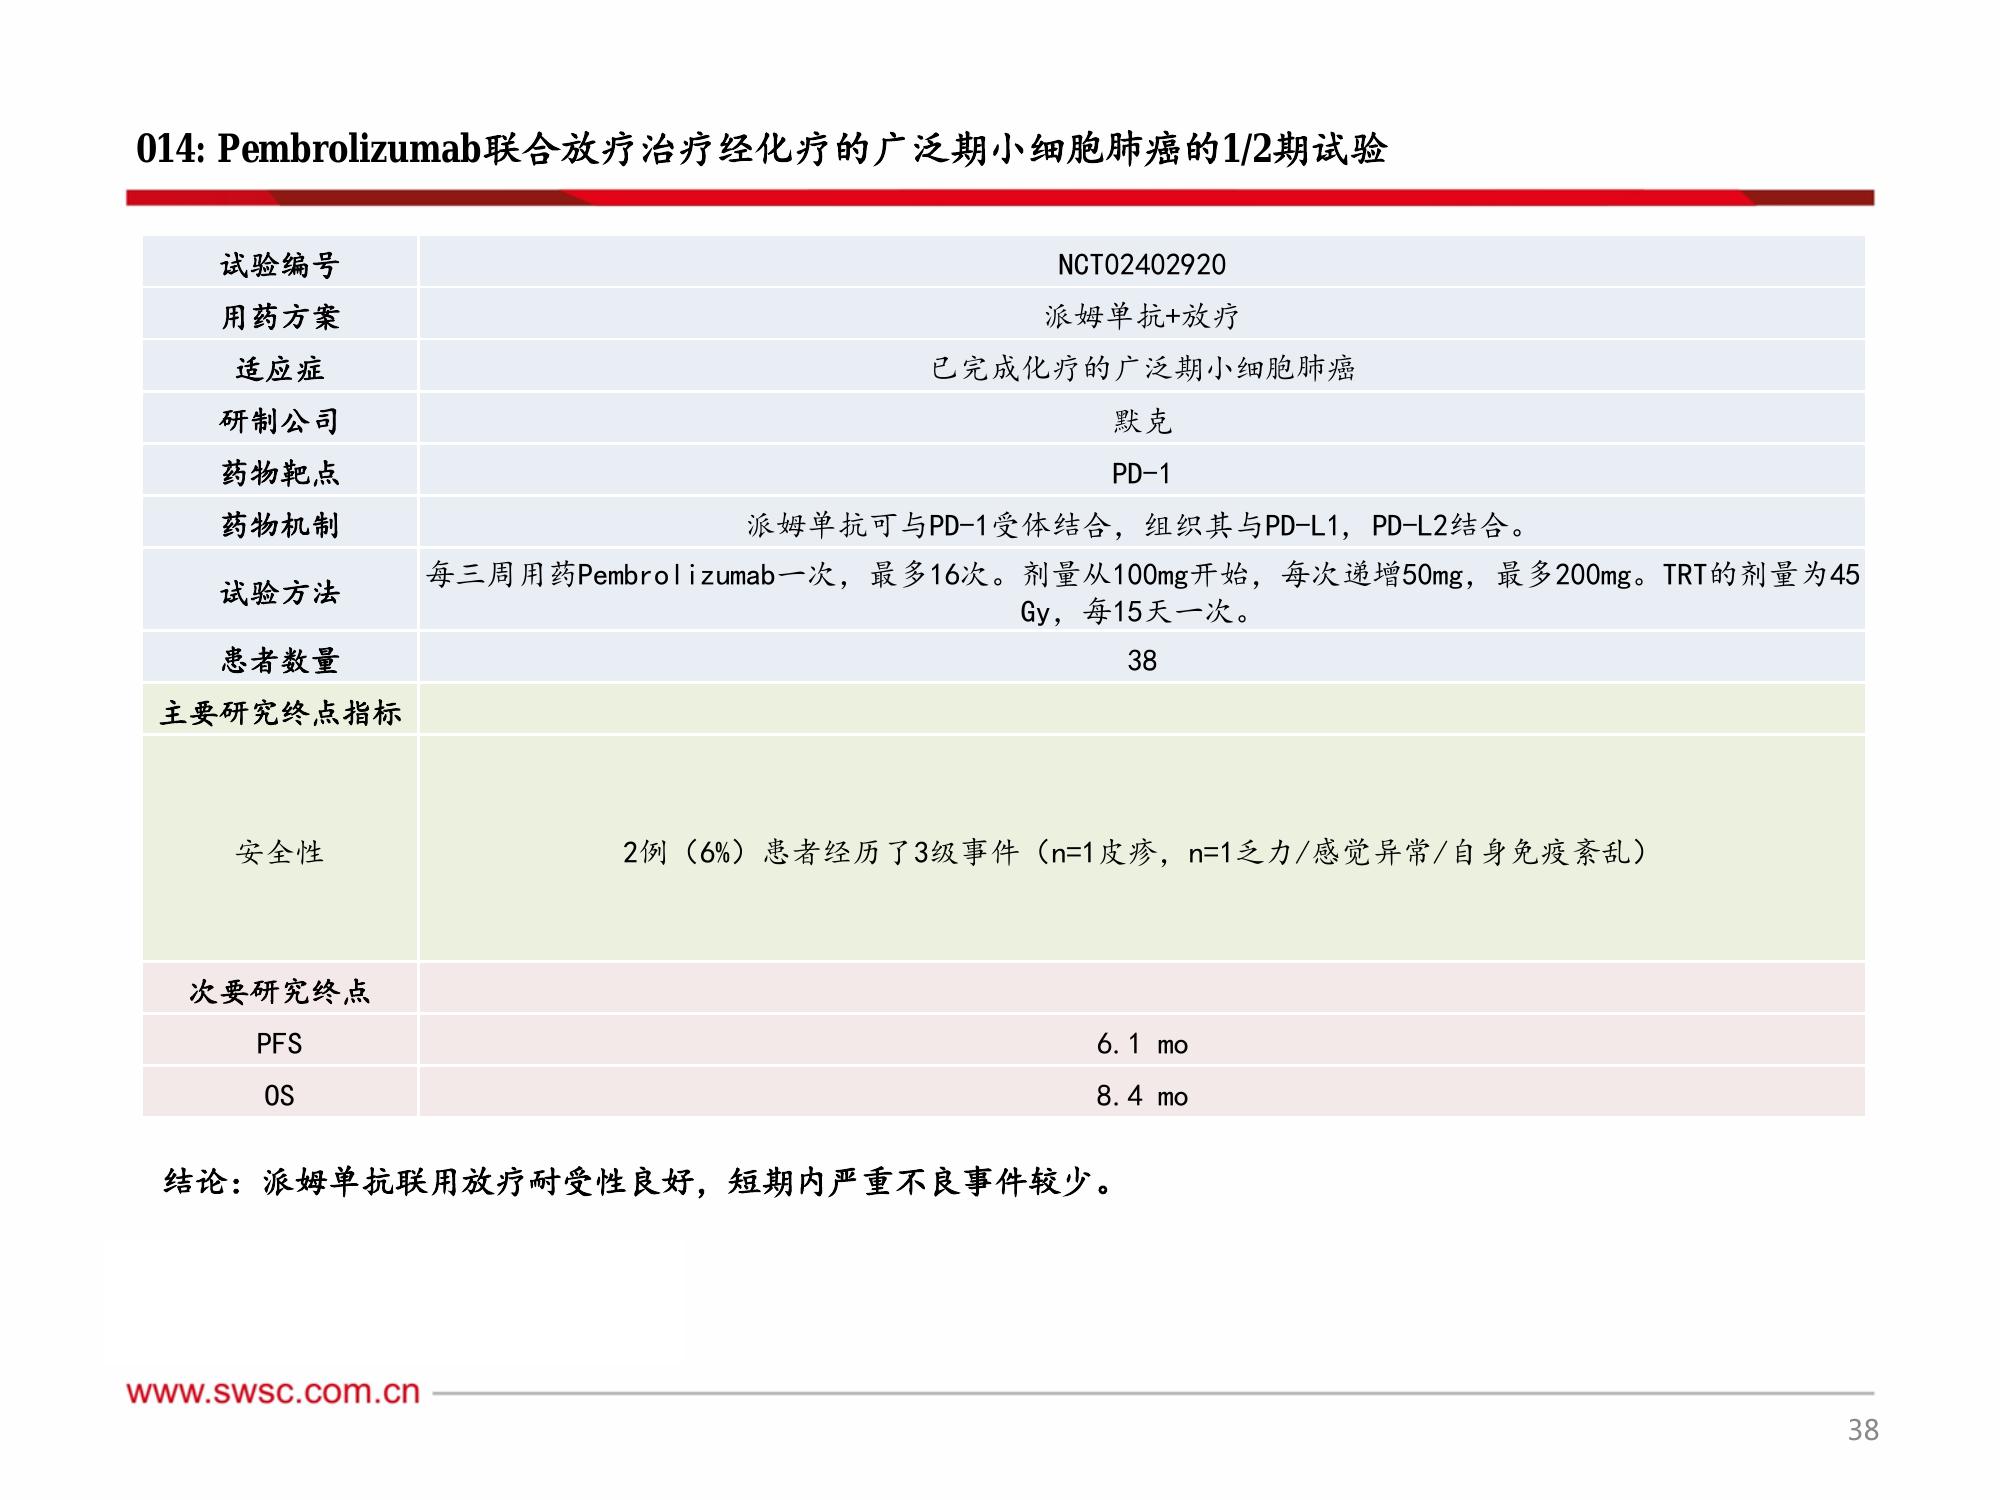 014: Pembrolizumab联合放疗治疗经化疗的广泛期小细胞肺癌的1/2期试验
试验编号 NCT02402920
用药方案 派姆单抗+放疗
适应症 已完成化疗的广泛期小细胞肺癌
研制公司 默克
药物靶点 PD-1
药物机制 派姆单抗可与PD-1受体结合，组织其与PD-L1，PD-L2结合。
试验方法 每三周用药Pembrolizumab一次，最多16次。剂量从100mg开始，每次递增50mg，最多200mg。TRT的剂量为45
Gy，每15天一次。
患者数量 38
主要研究终点指标
安全性 2例（6%）患者经历了3级事件（n=1皮疹，n=1乏力/感觉异常/自身免疫紊乱）
次要研究终点
PFS 6.1 mo
OS 8.4 mo
结论：派姆单抗联用放疗耐受性良好，短期内严重不良事件较少。
www.swsc.com.cn
38